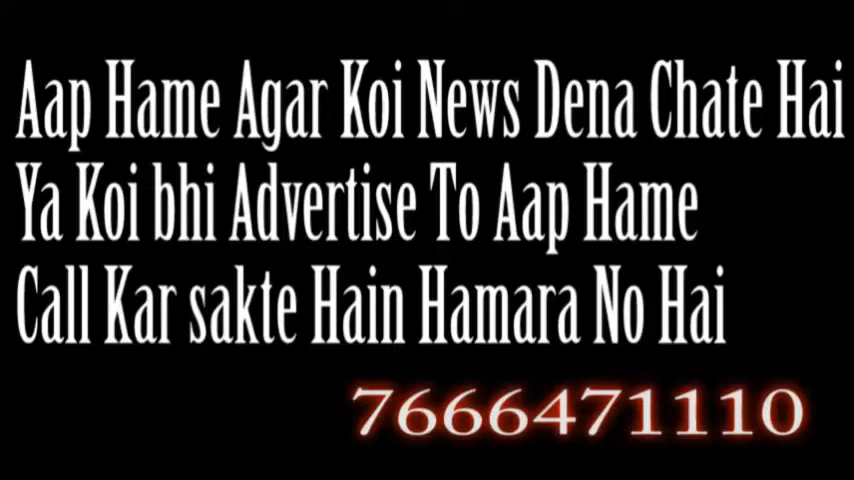 Aap Hame Agar Koi News Dena Chate Hai
Ya Koi bhi Advertise To Aap Hame
Call Kar sakte Hain Hamara No Hai
7666471110